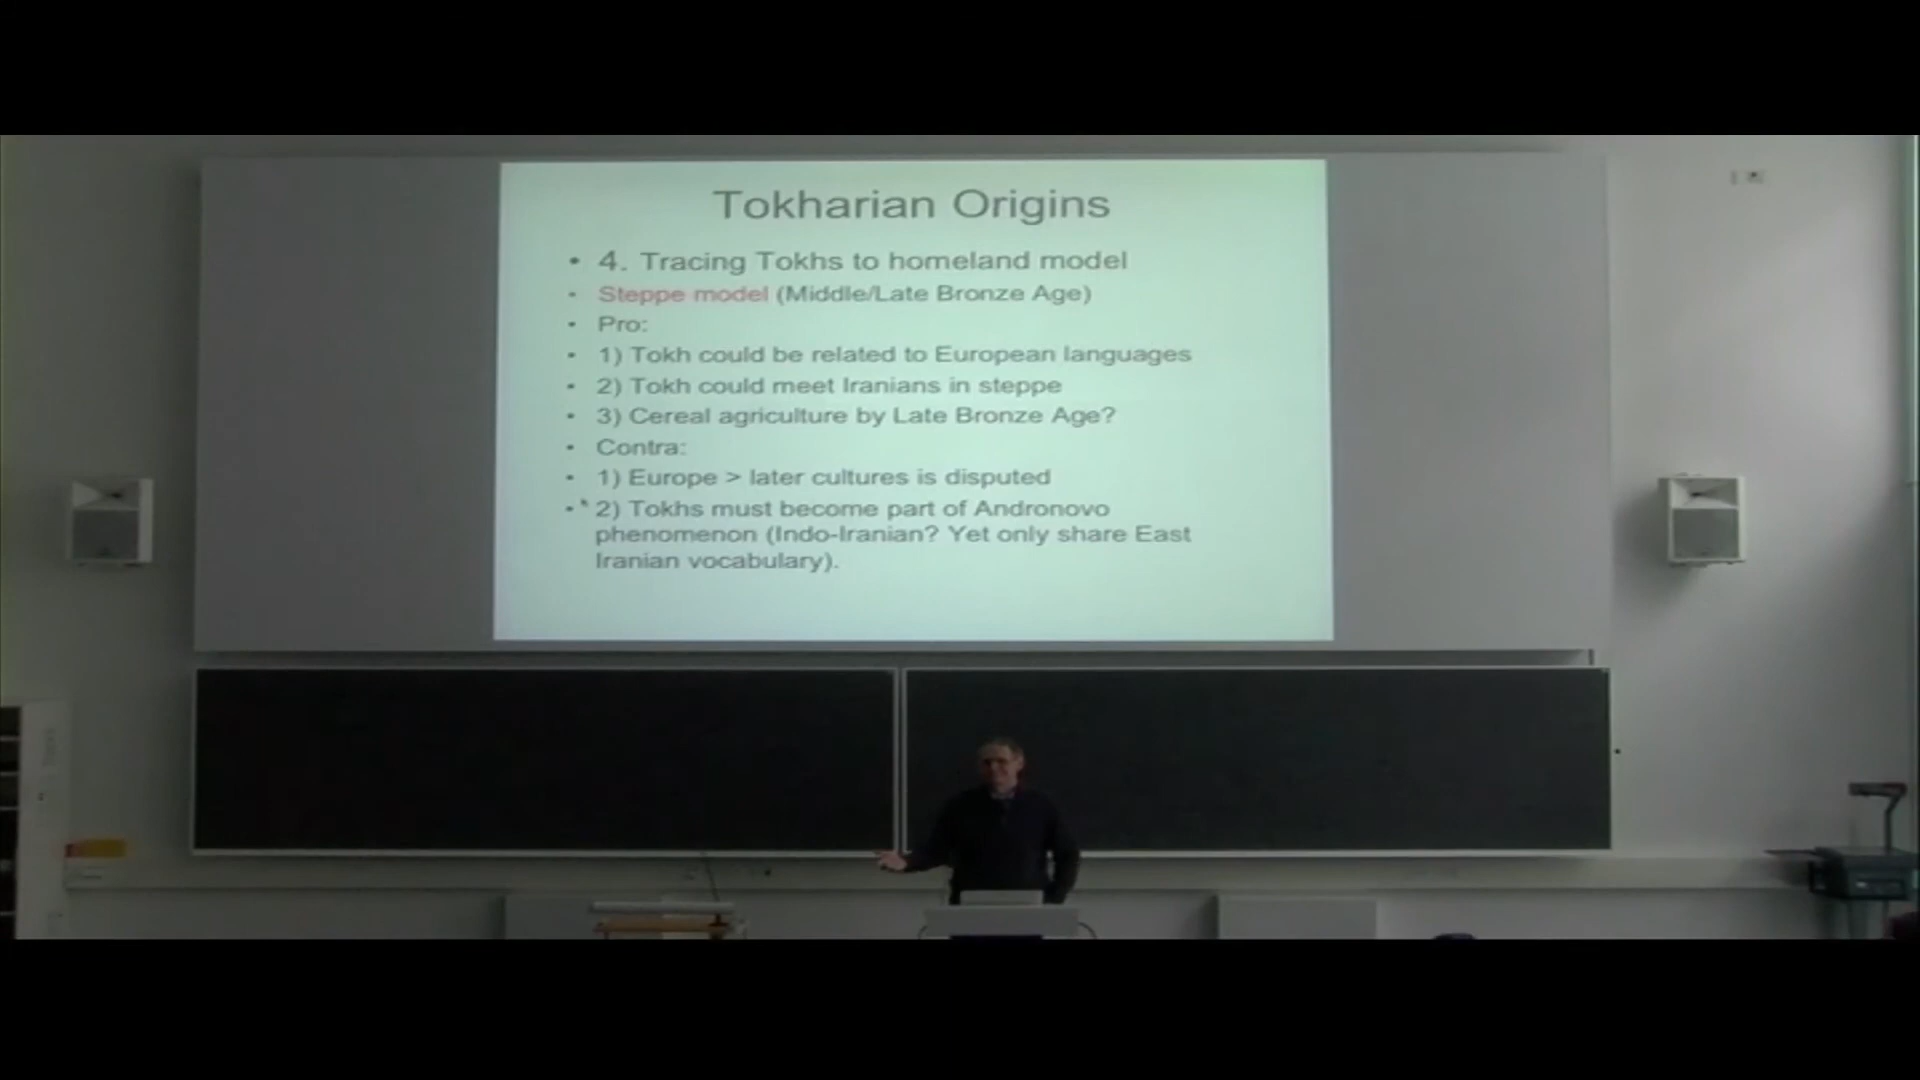 Tokharian Origins
• 4. Tracing Tokhs to homeland model
• Steppe model (Middle/Late Bronze Age)
• Pro:
• 1) Tokh could be related to European languages
• 2) Tokh could meet Iranians in steppe
• 3) Cereal agriculture by Late Bronze Age?
• Contra:
• 1) Europe > later cultures is disputed
• 2) Tokhs must become part of Andronovo
phenomenon (Indo-Iranian? Yet only share East
Iranian vocabulary).